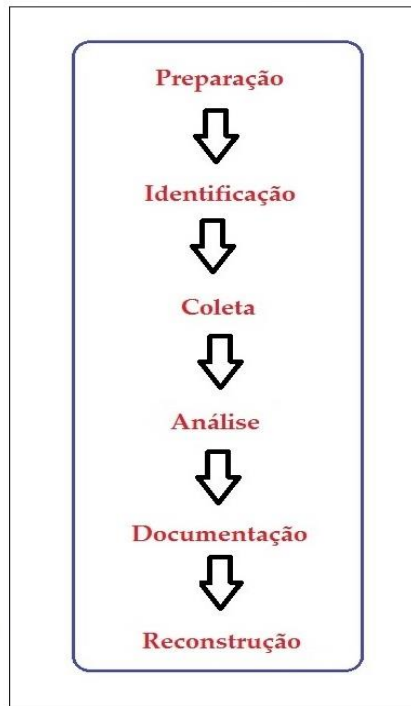 Preparação
Identificação
Coleta
Análise
Documentação
Reconstrução